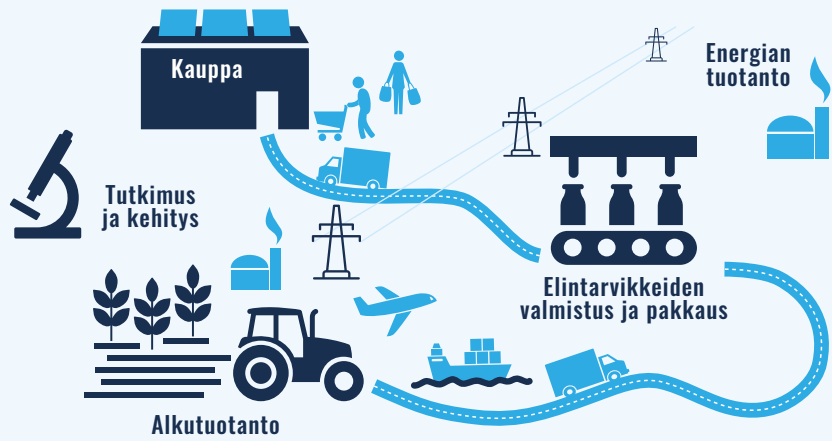 Kauppa
Energian
tuotanto
Tutkimus
ja kehitys
Elintarvikkeiden
valmistus ja pakkaus
Alkutuotanto